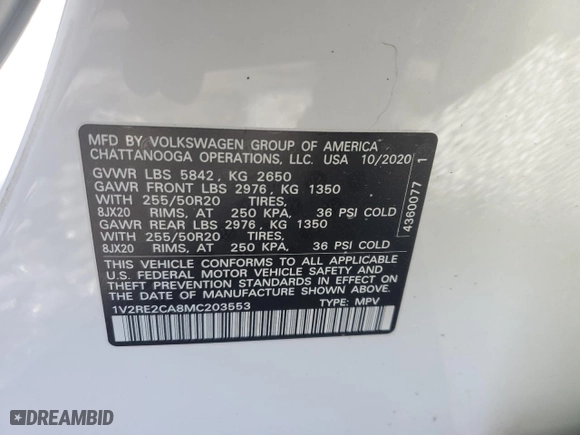 MFD BY VOLKSWAGEN GROUP OF AMERICA
CHATTANOOGA OPERATIONS, LLC. USA 10/2020
GVWR LBS 5842 , KG 2650
GAWR FRONT LBS 2976 , KG 1350
WITH 255/50R20 TIRES,
8JX20 RIMS, AT 250 KPA, 36 PSI COLD
GAWR REAR LBS 2976 , KG 1350
WITH 255/50R20 TIRES,
8JX20 RIMS, AT 250 KPA, 36 PSI COLD
THIS VEHICLE CONFORMS TO ALL APPLICABLE
U.S. FEDERAL MOTOR VEHICLE SAFETY AND
THEFT PREVENTION STANDARDS IN EFFECT ON
THE DATE OF MANUFACTURE SHOWN ABOVE.
1V2RE2CA8MC203553 TYPE: MPV
4360077 1
DREAMBID